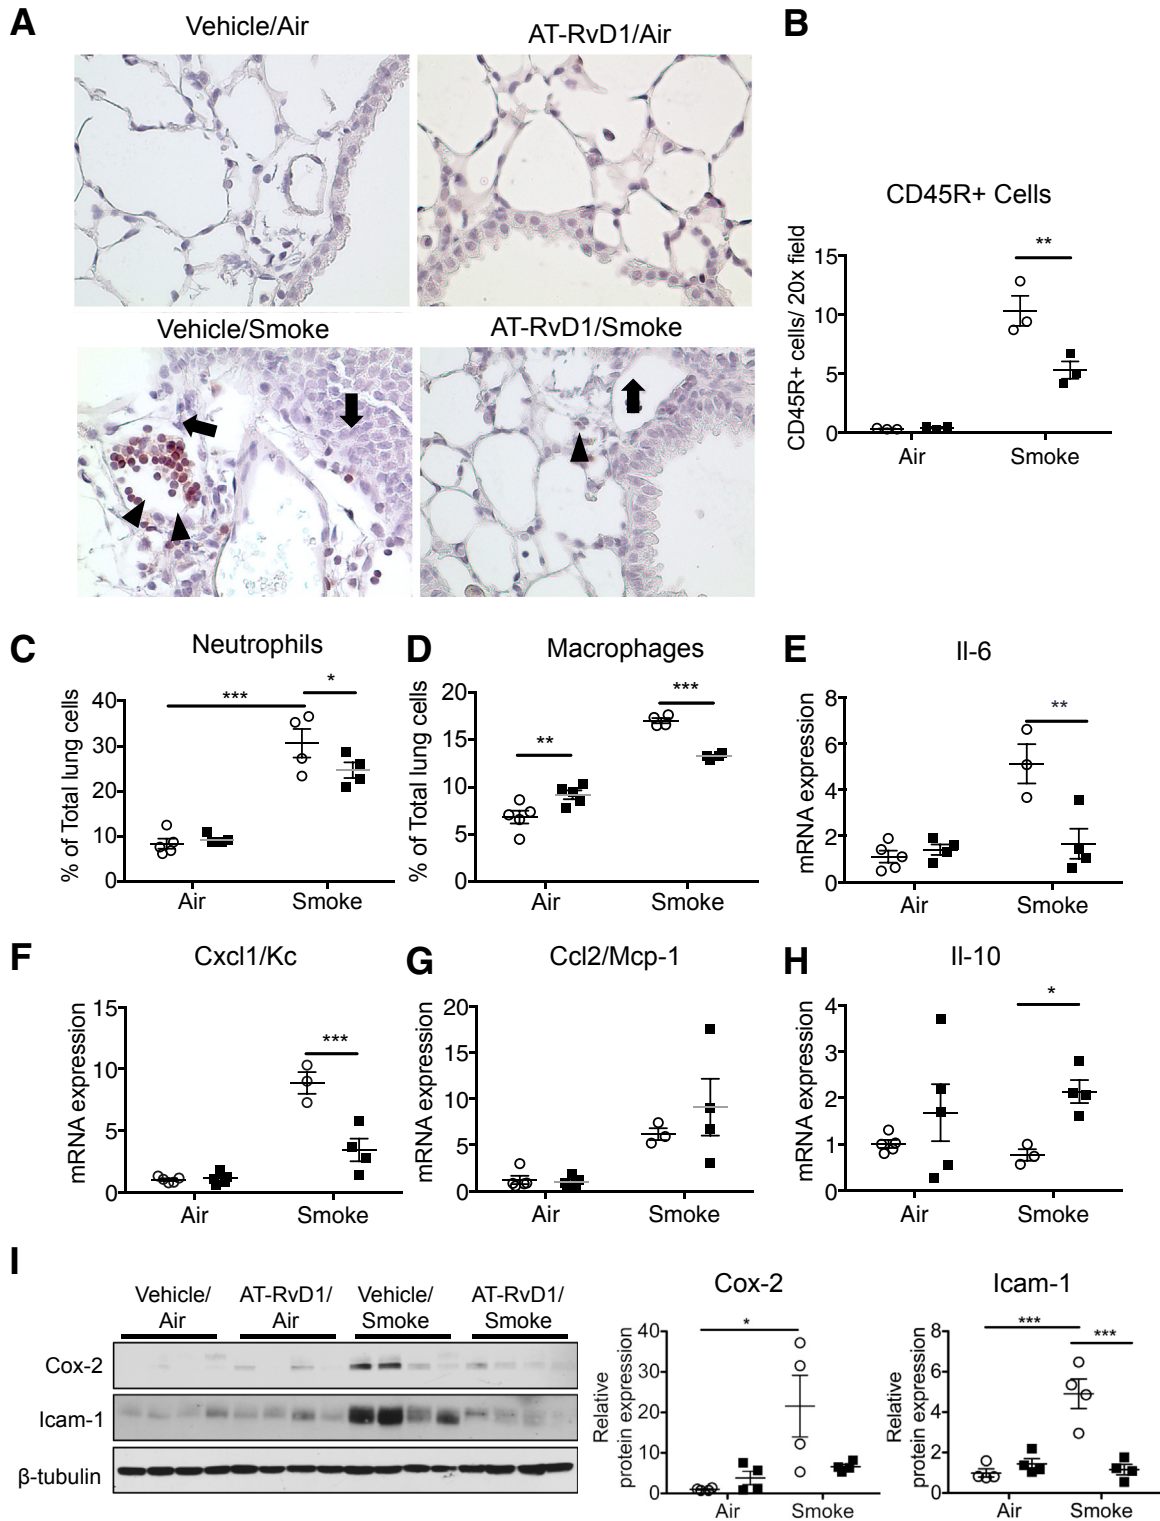 A
Vehicle/Air
AT-RvD1/Air
Vehicle/Smoke
AT-RvD1/Smoke
B
CD45R+ Cells
CD45R+ cells/ 20x field
15
10
5
0
**
Air
Smoke
C
Neutrophils
% of Total lung cells
40
30
20
10
0
***
*
Air
Smoke
D
Macrophages
% of Total lung cells
20
15
10
5
0
**
***
Air
Smoke
E
Il-6
mRNA expression
8
6
4
2
0
**
Air
Smoke
F
Cxcl1/Kc
mRNA expression
15
10
5
0
***
Air
Smoke
G
Ccl2/Mcp-1
mRNA expression
20
15
10
5
0
Air
Smoke
H
Il-10
mRNA expression
4
3
2
1
0
*
Air
Smoke
I
Vehicle/
Air
AT-RvD1/
Air
Vehicle/
Smoke
AT-RvD1/
Smoke
Cox-2
Icam-1
β-tubulin
Cox-2
Relative
protein expression
40
30
20
10
0
*
Air
Smoke
Icam-1
Relative
protein expression
8
6
4
2
0
***
***
Air
Smoke